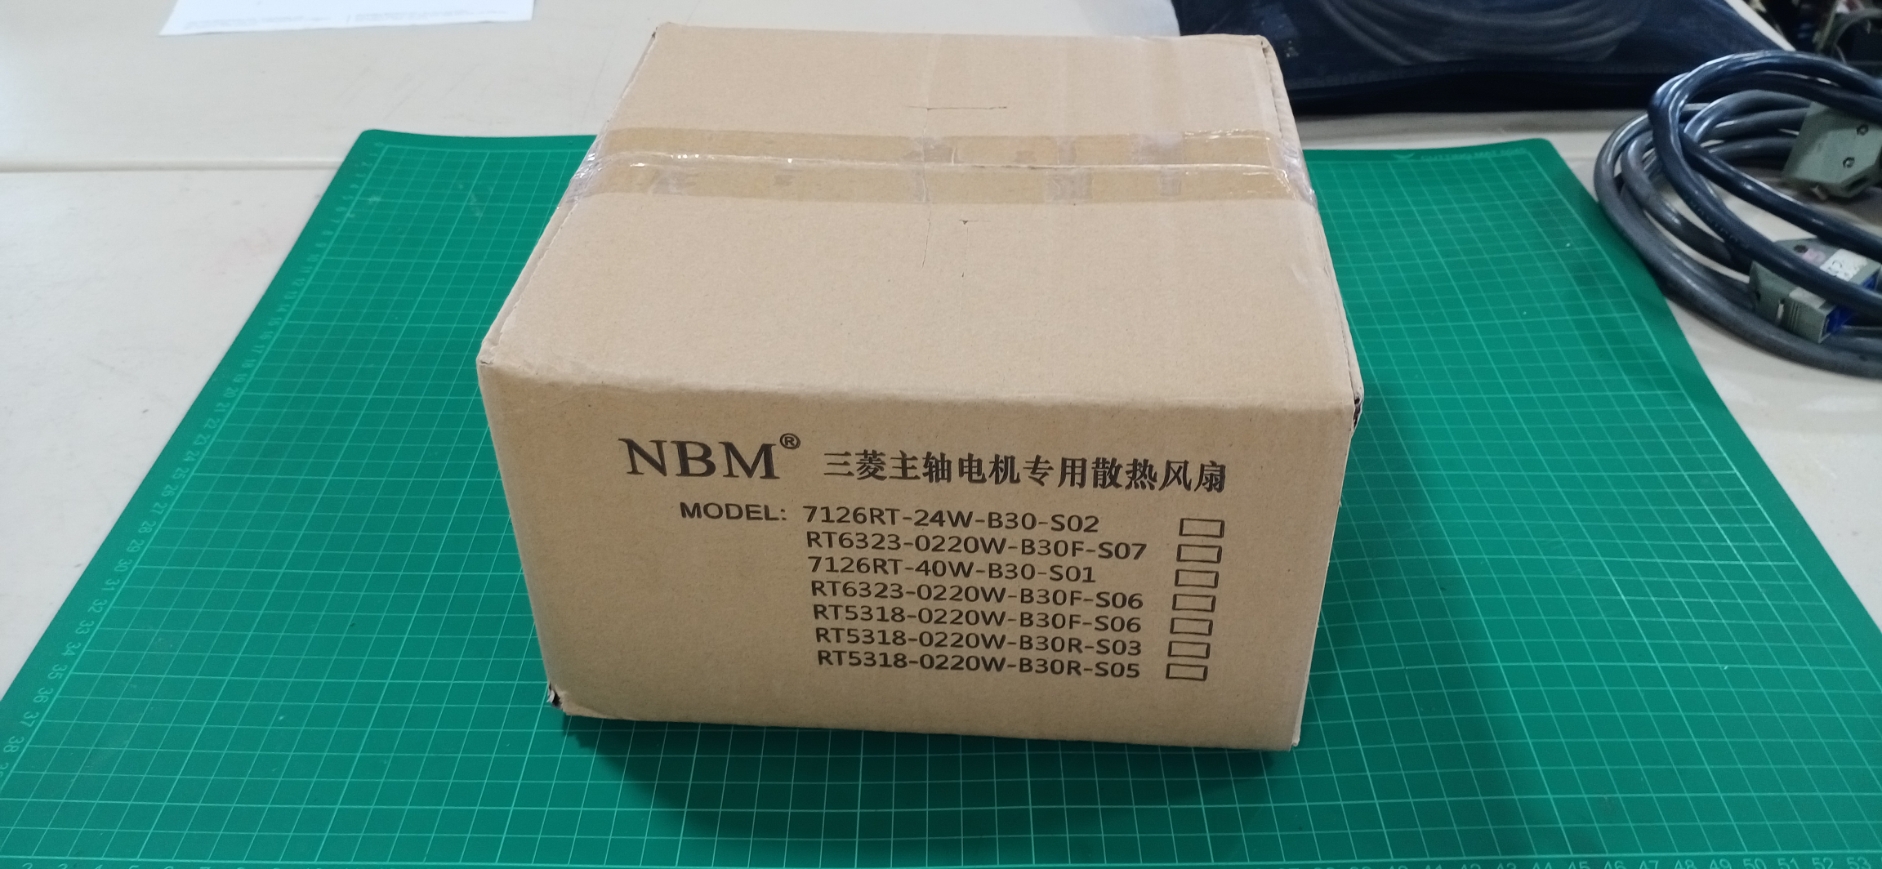 NBM® 三菱主轴电机专用散热风扇
MODEL: 7126RT-24W-B30-S02
RT6323-0220W-B30F-S07
7126RT-40W-B30-S01
RT6323-0220W-B30F-S06
RT5318-0220W-B30F-S06
RT5318-0220W-B30R-S03
RT5318-0220W-B30R-S05